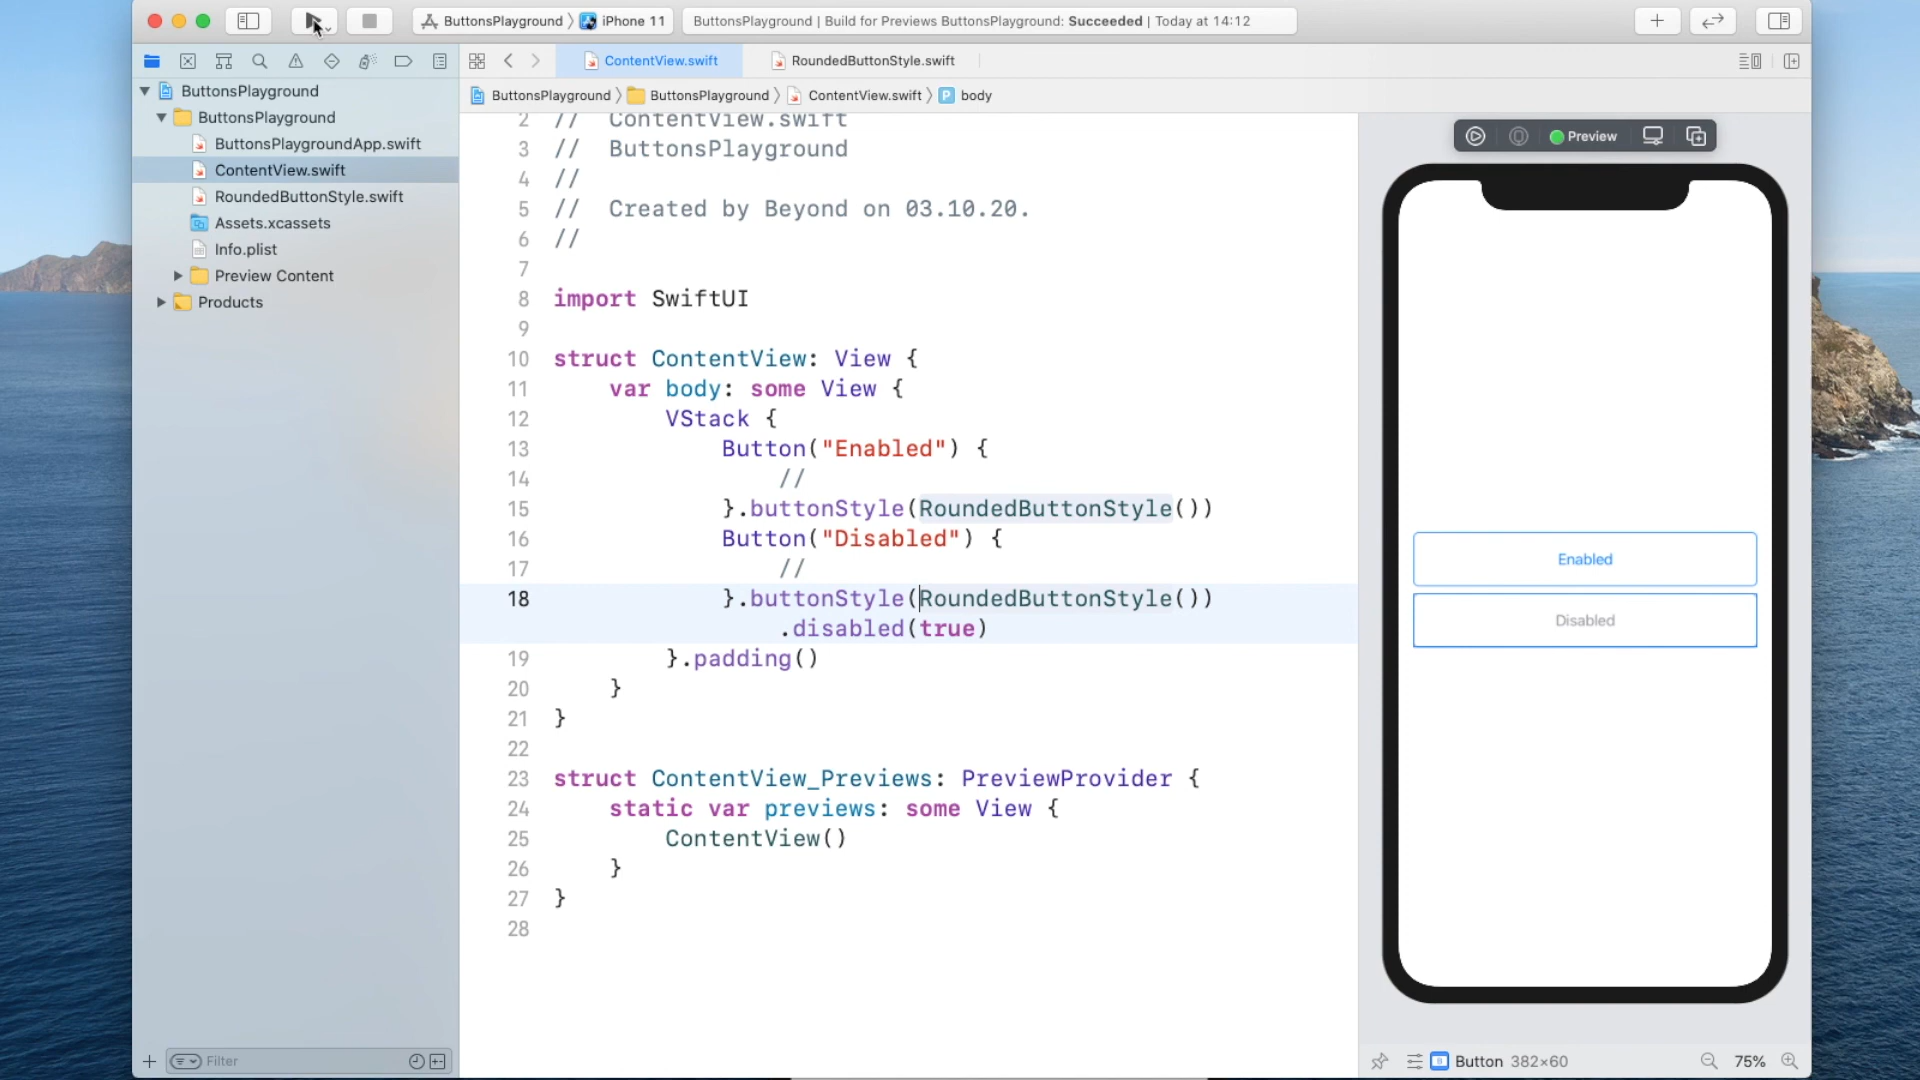 ButtonsPlayground iPhone 11 ButtonsPlayground | Build for Previews ButtonsPlayground: Succeeded | Today at 14:12
ContentView.swift RoundedButtonStyle.swift
ButtonsPlayground ButtonsPlayground ContentView.swift P body
ButtonsPlayground
ButtonsPlayground
ButtonsPlaygroundApp.swift
ContentView.swift
RoundedButtonStyle.swift
Assets.xcassets
Info.plist
Preview Content
Products
Filter
2 // ContentView.swift
3 // ButtonsPlayground
4 //
5 // Created by Beyond on 03.10.20.
6 //
7
8 import SwiftUI
9
10 struct ContentView: View {
11 var body: some View {
12 VStack {
13 Button("Enabled") {
14 //
15 }.buttonStyle(RoundedButtonStyle())
16 Button("Disabled") {
17 //
18 }.buttonStyle(RoundedButtonStyle())
.disabled(true)
19 }.padding()
20 }
21 }
22
23 struct ContentView_Previews: PreviewProvider {
24 static var previews: some View {
25 ContentView()
26 }
27 }
28
Preview
Enabled
Disabled
Button 382×60 75%